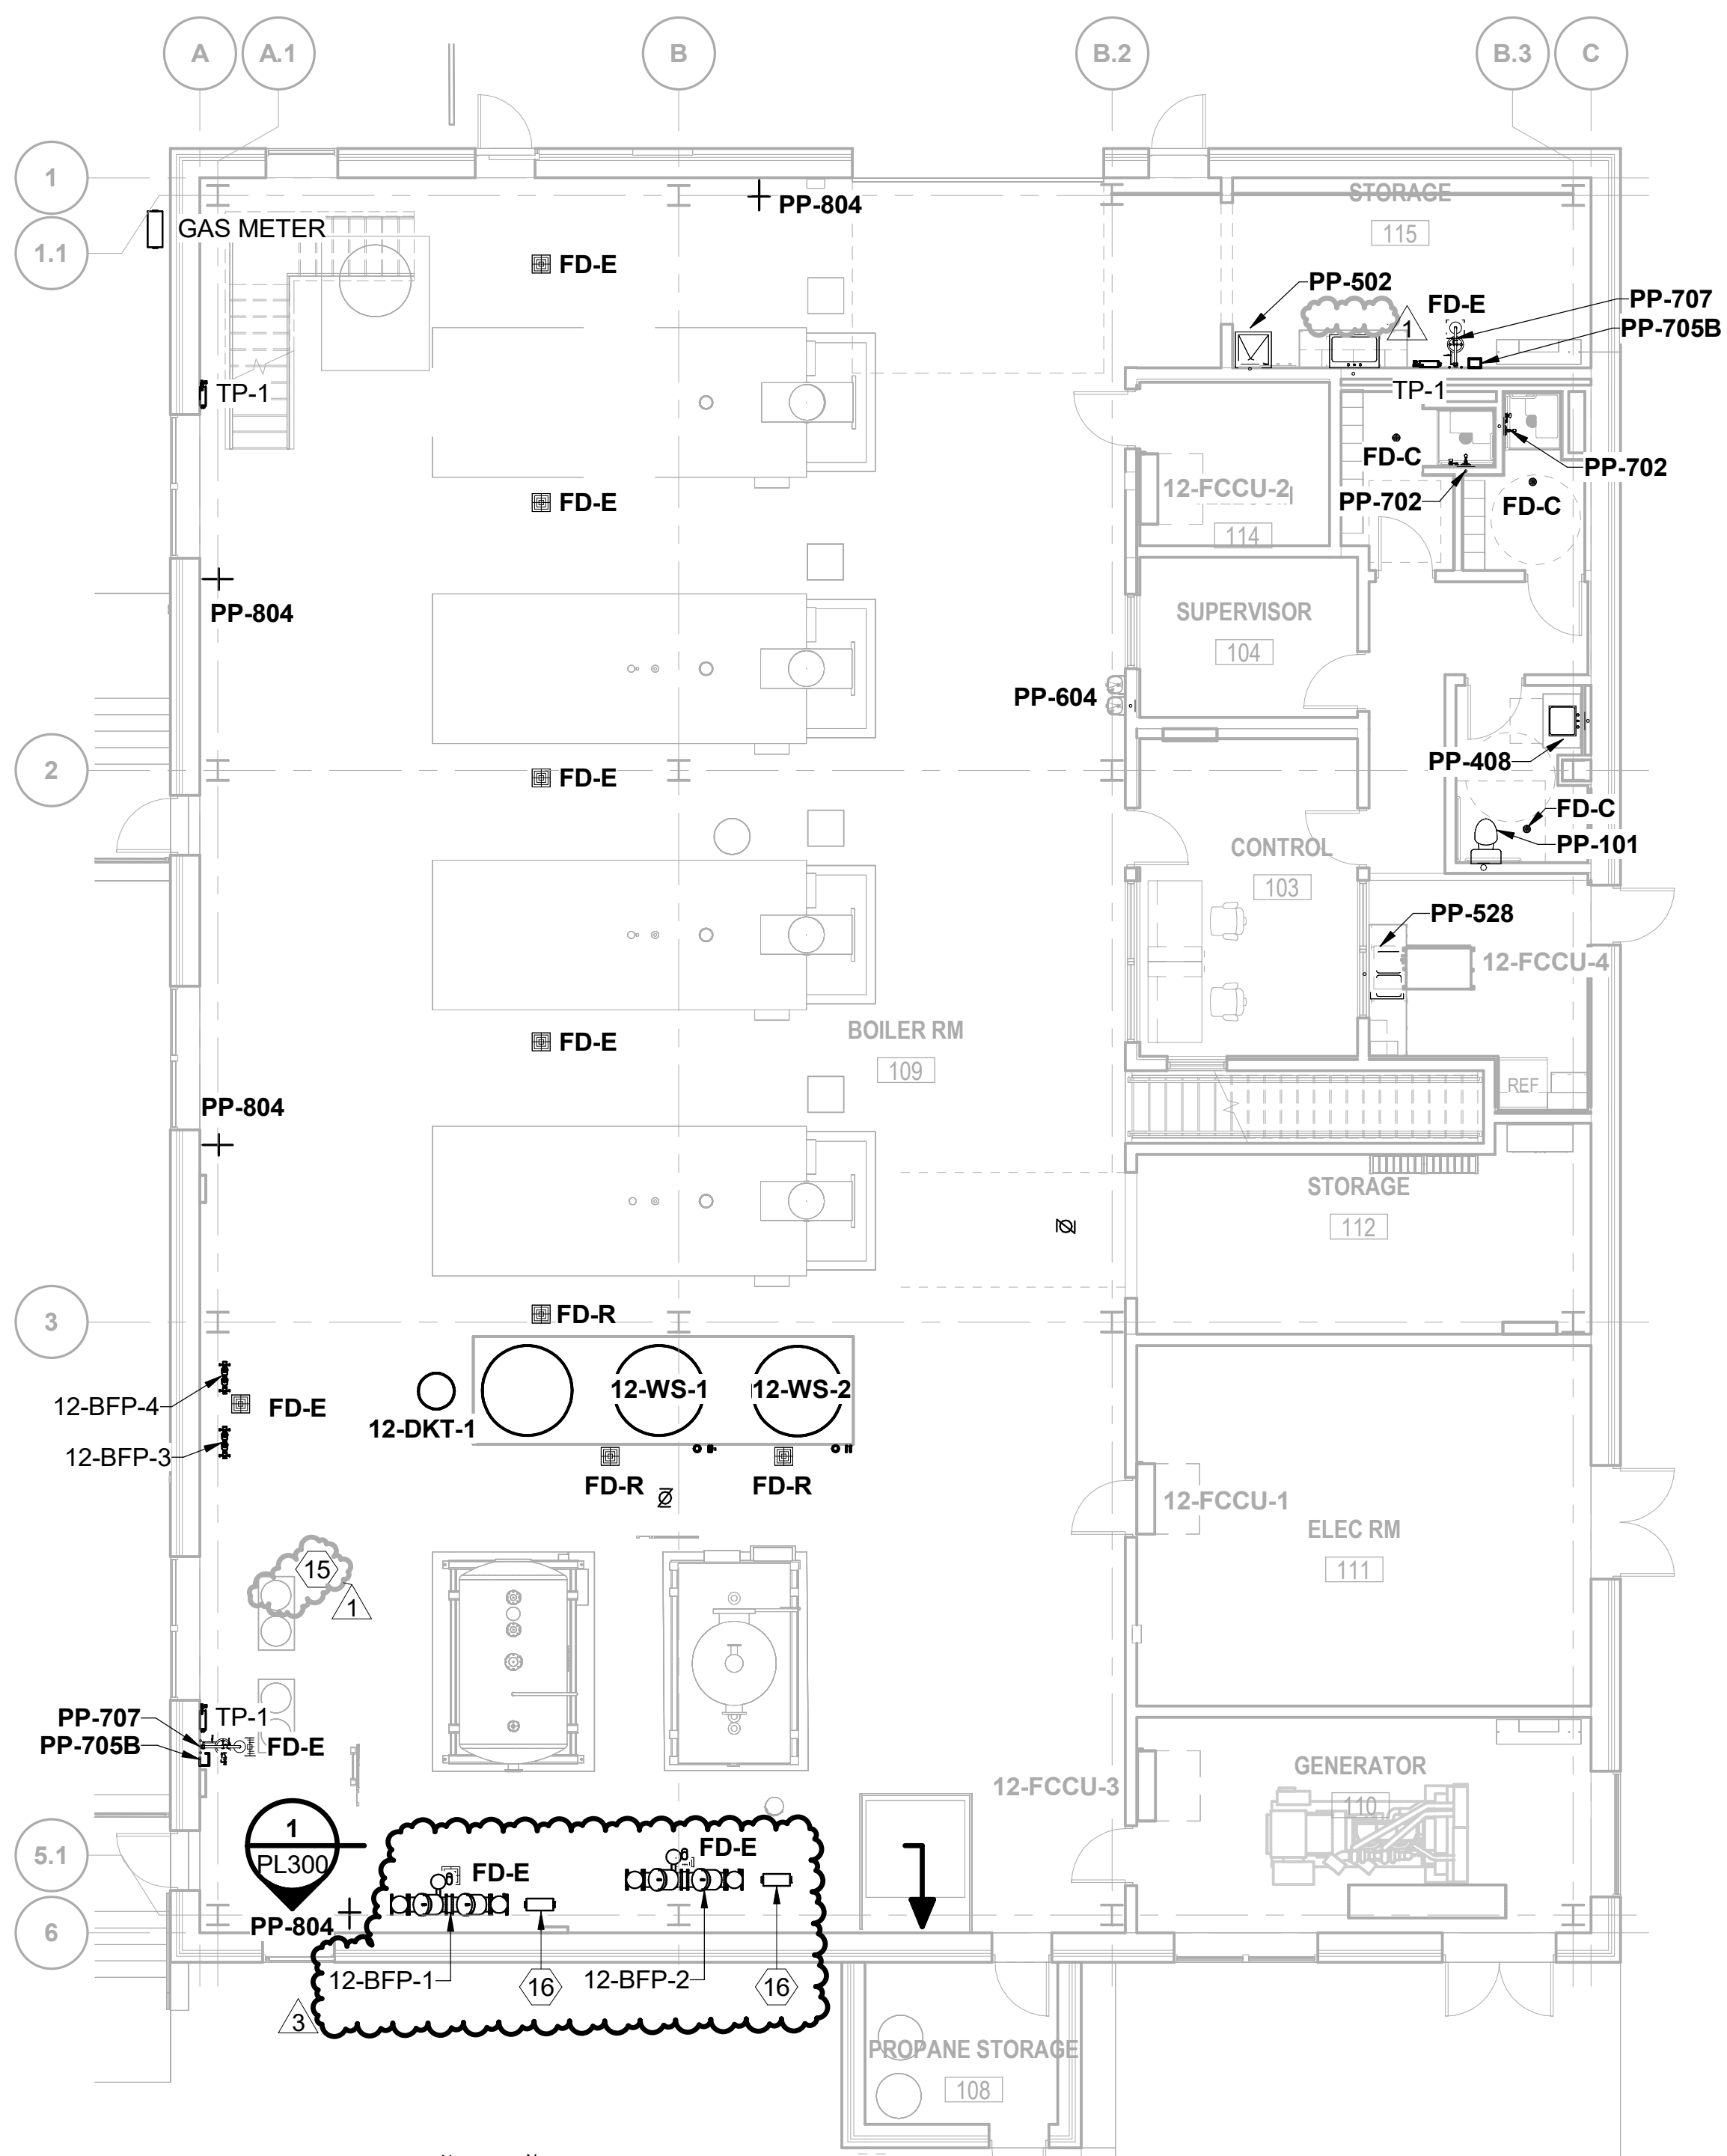 A
A.1
B
B.2
B.3
C
1
1.1
GAS METER
PP-804
STORAGE
115
FD-E
PP-502
1
FD-E
PP-707
PP-705B
TP-1
TP-1
FD-C
PP-702
PP-702
FD-C
12-FCCU-2
114
FD-E
PP-804
SUPERVISOR
104
PP-604
PP-408
2
FD-E
FD-C
PP-101
CONTROL
103
PP-528
12-FCCU-4
BOILER RM
109
FD-E
REF
PP-804
STORAGE
112
3
FD-R
12-BFP-4
FD-E
12-BFP-3
12-DKT-1
12-WS-1
12-WS-2
FD-R
FD-R
12-FCCU-1
ELEC RM
111
15
1
PP-707
TP-1
PP-705B
FD-E
12-FCCU-3
GENERATOR
110
5.1
1
PL300
FD-E
FD-E
6
PP-804
12-BFP-1
16
12-BFP-2
16
3
PROPANE STORAGE
108